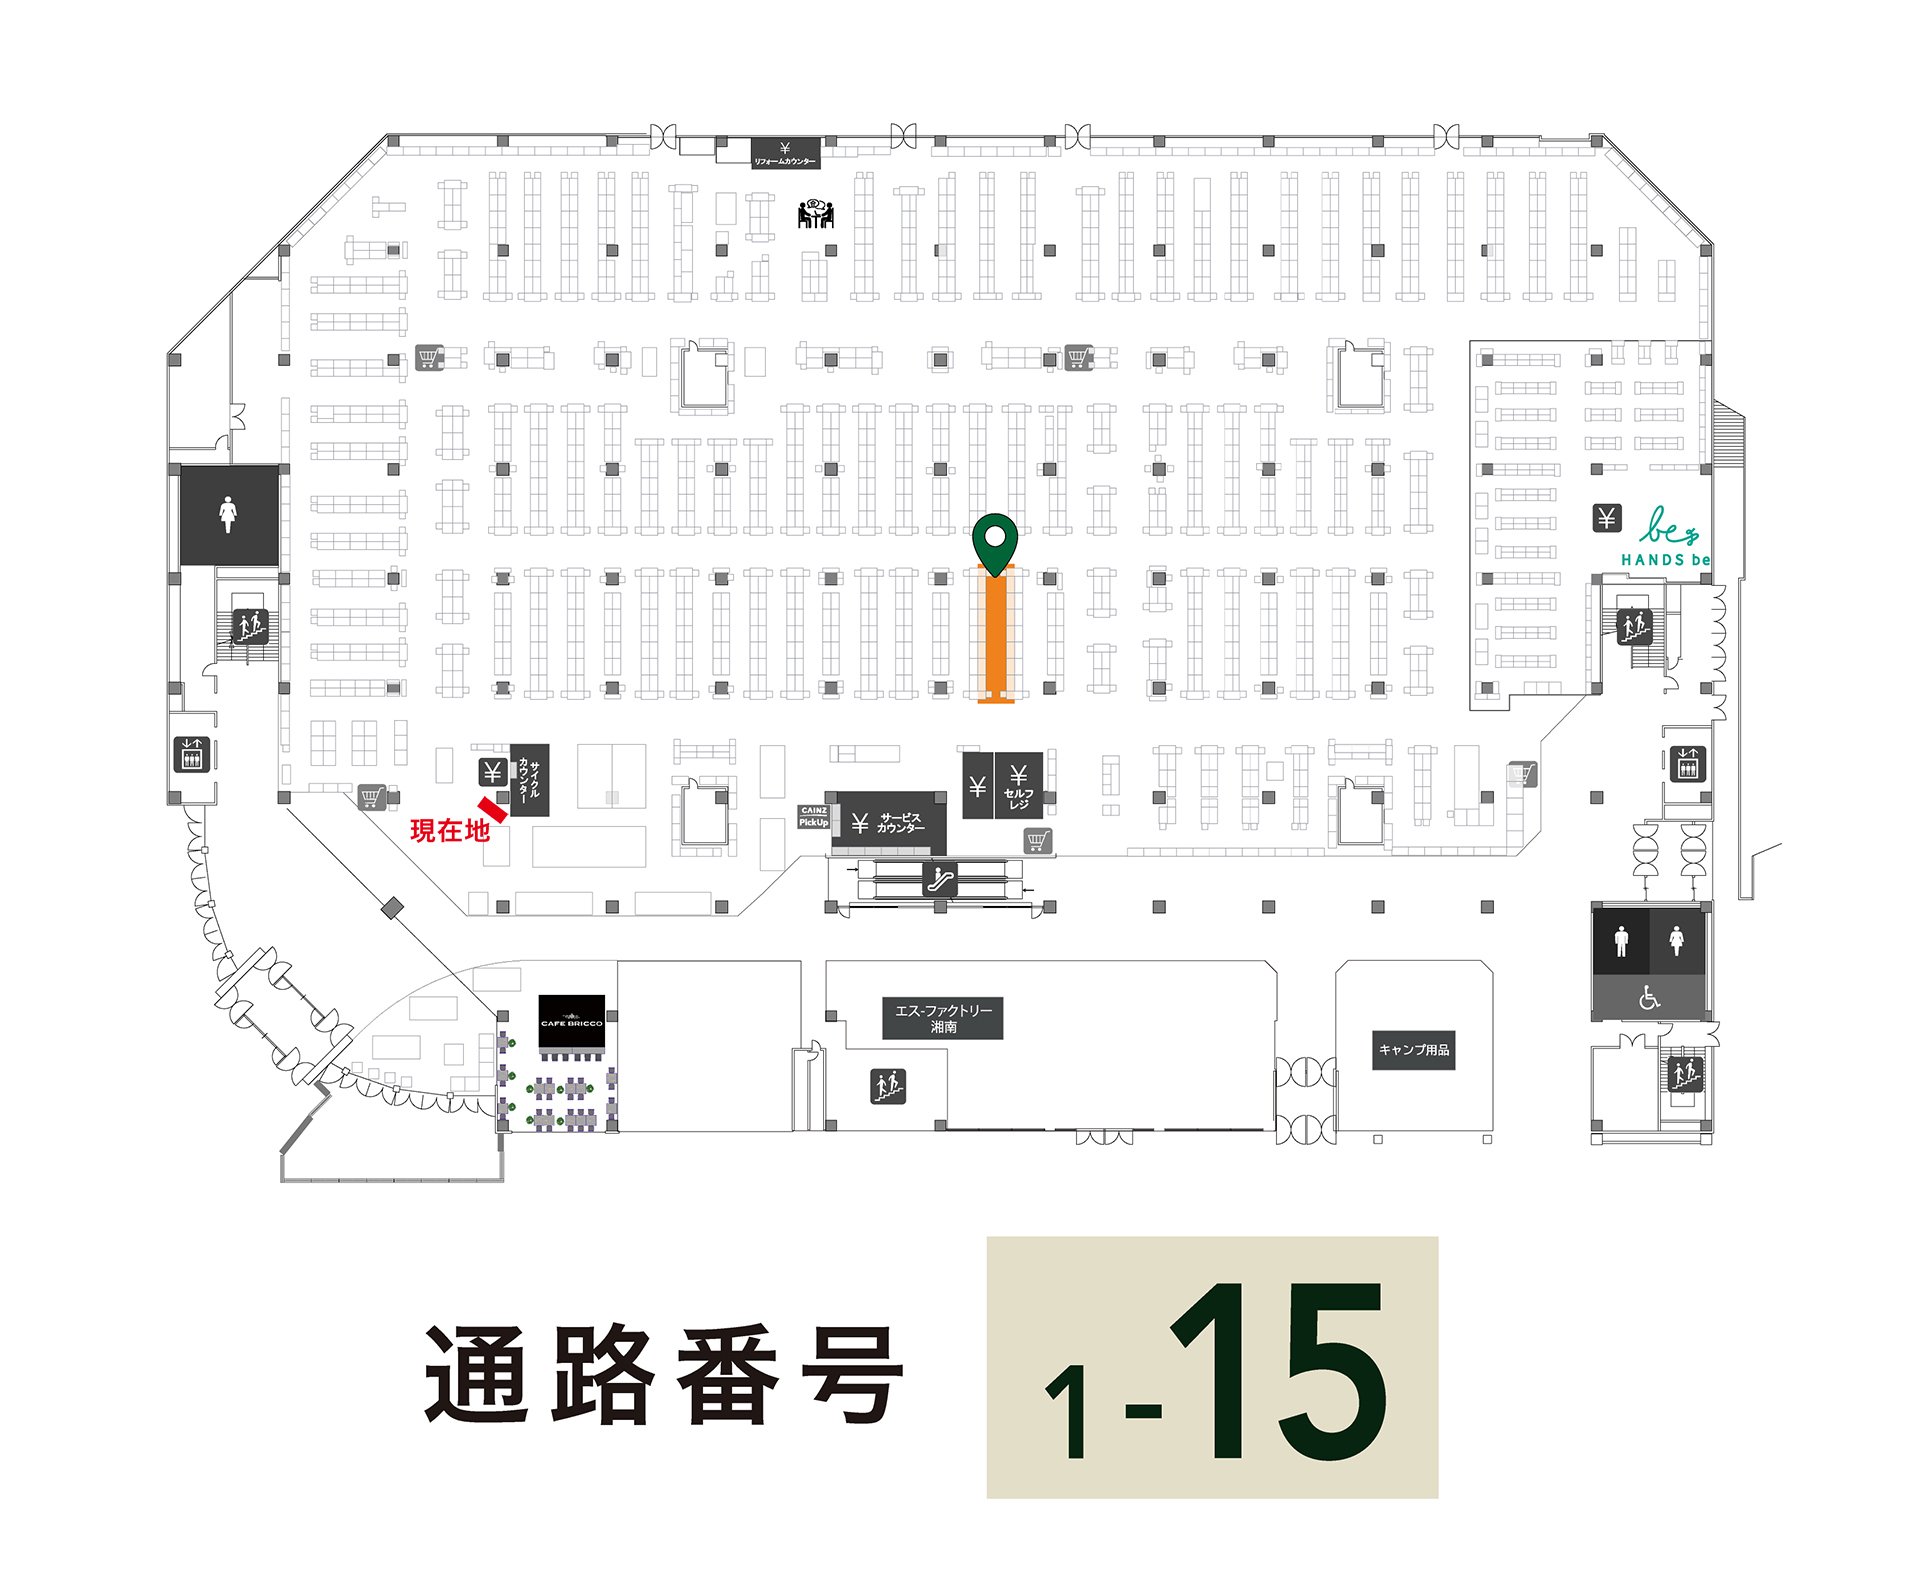 ¥
リフォームカウンター
¥
be
HANDS be
¥
サイクル
カウンター
現在地
¥
¥
セルフ
レジ
CAINZ
PickUp
¥
サービス
カウンター
CAFE BRICCO
エス-ファクトリー
湘南
キャンプ用品
通路番号
1-15